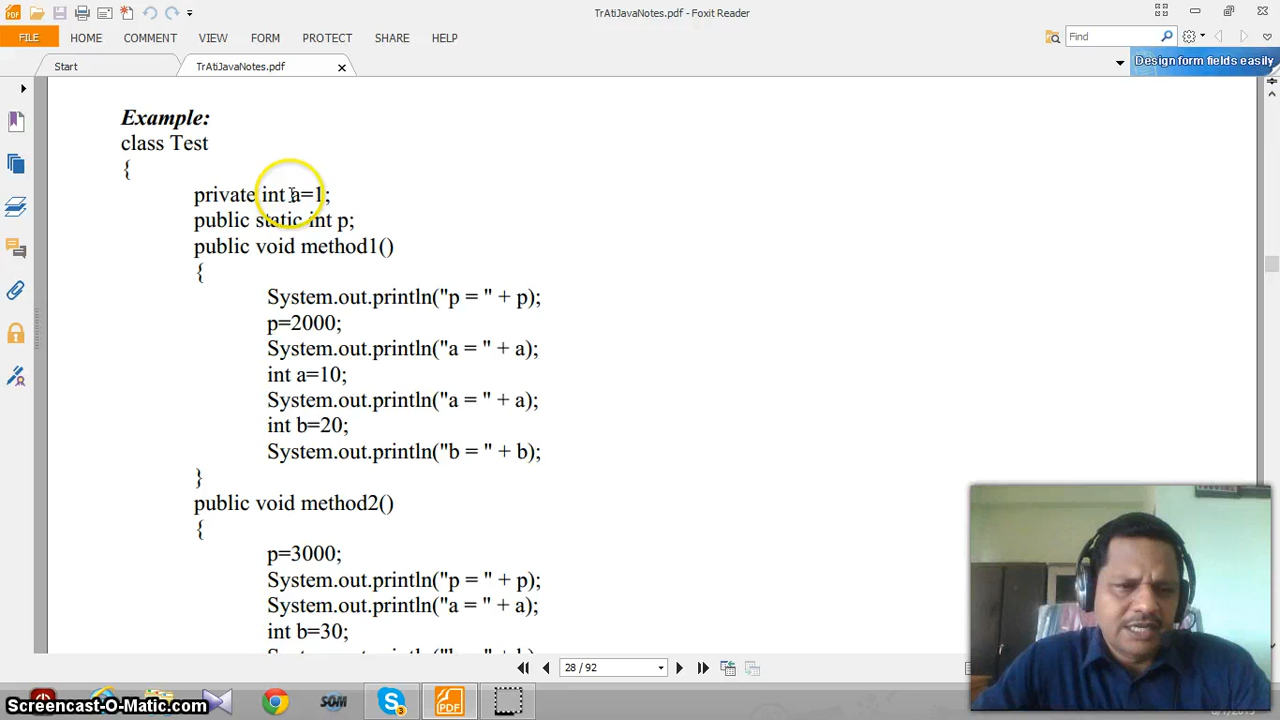 TrAtiJavaNotes.pdf - Foxit Reader
FILE HOME COMMENT VIEW FORM PROTECT SHARE HELP Find
Start TrAtiJavaNotes.pdf Design form fields easily
Example:
class Test
{
private int a=1;
public static int p;
public void method1()
{
System.out.println("p = " + p);
p=2000;
System.out.println("a = " + a);
int a=10;
System.out.println("a = " + a);
int b=20;
System.out.println("b = " + b);
}
public void method2()
{
p=3000;
System.out.println("p = " + p);
System.out.println("a = " + a);
int b=30;
28 / 92
SOM
PDF
3
Screencast-O-Matic.com